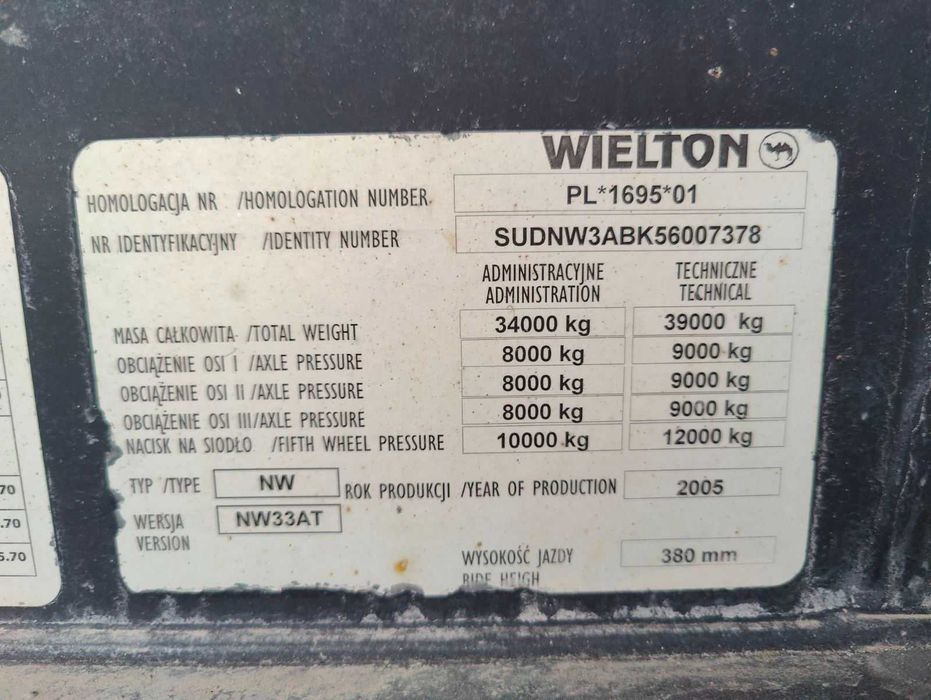 WIELTON
HOMOLOGACJA NR /HOMOLOGATION NUMBER PL*1695*01
NR IDENTYFIKACYJNY /IDENTITY NUMBER SUDNW3ABK56007378
ADMINISTRACYJNE TECHNICZNE
ADMINISTRATION TECHNICAL
MASA CAŁKOWITA /TOTAL WEIGHT 34000 kg 39000 kg
OBCIĄŻENIE OSI I /AXLE PRESSURE 8000 kg 9000 kg
OBCIĄŻENIE OSI II /AXLE PRESSURE 8000 kg 9000 kg
OBCIĄŻENIE OSI III/AXLE PRESSURE 8000 kg 9000 kg
NACISK NA SIODŁO /FIFTH WHEEL PRESSURE 10000 kg 12000 kg
TYP /TYPE NW ROK PRODUKCJI /YEAR OF PRODUCTION 2005
WERSJA NW33AT
VERSION
WYSOKOŚĆ JAZDY 380 mm
RIDE HEIGH